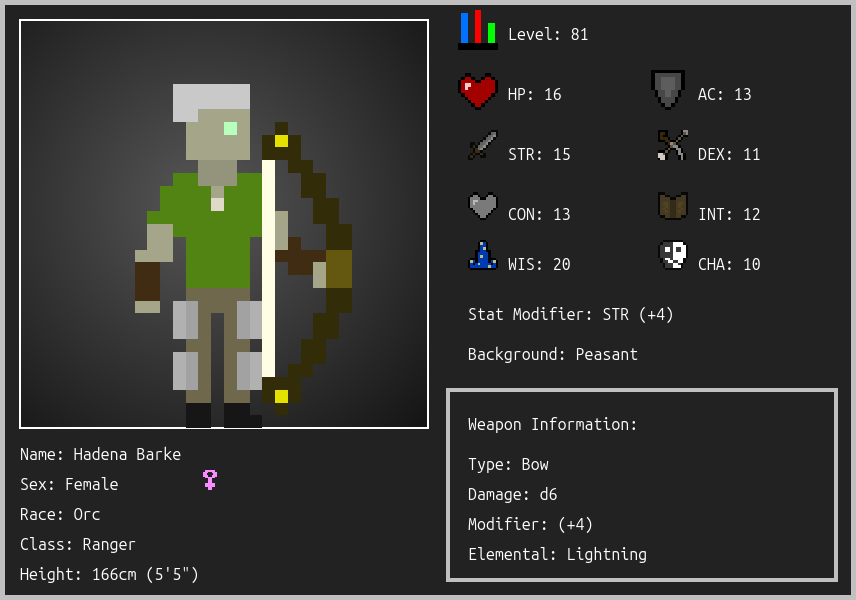 Level: 81
HP: 16
AC: 13
STR: 15
DEX: 11
CON: 13
INT: 12
WIS: 20
CHA: 10
Stat Modifier: STR (+4)
Background: Peasant
Weapon Information:
Type: Bow
Damage: d6
Modifier: (+4)
Elemental: Lightning
Name: Hadena Barke
Sex: Female
Race: Orc
Class: Ranger
Height: 166cm (5'5")